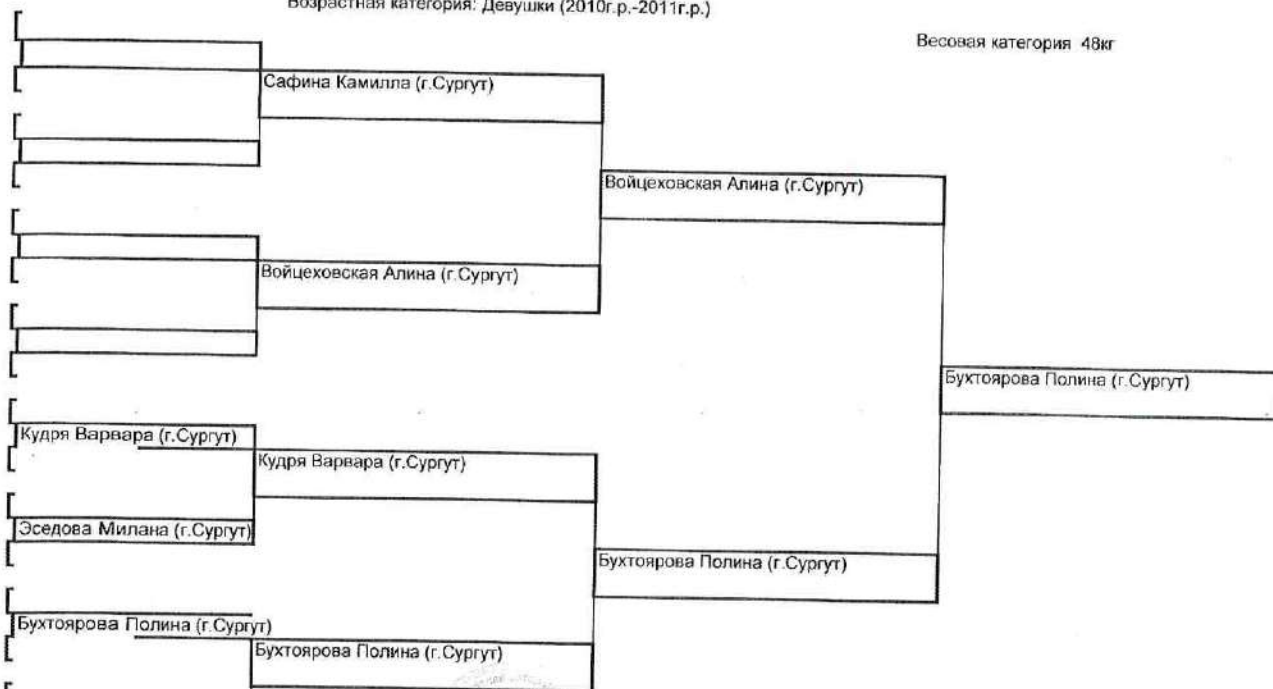 Возрастная категория: Девушки (2010г.р.-2011г.р.)
Весовая категория 48кг
Сафина Камилла (г.Сургут)
Войцеховская Алина (г.Сургут)
Войцеховская Алина (г.Сургут)
Бухтоярова Полина (г.Сургут)
Кудря Варвара (г.Сургут)
Кудря Варвара (г.Сургут)
Эседова Милана (г.Сургут)
Бухтоярова Полина (г.Сургут)
Бухтоярова Полина (г.Сургут)
Бухтоярова Полина (г.Сургут)